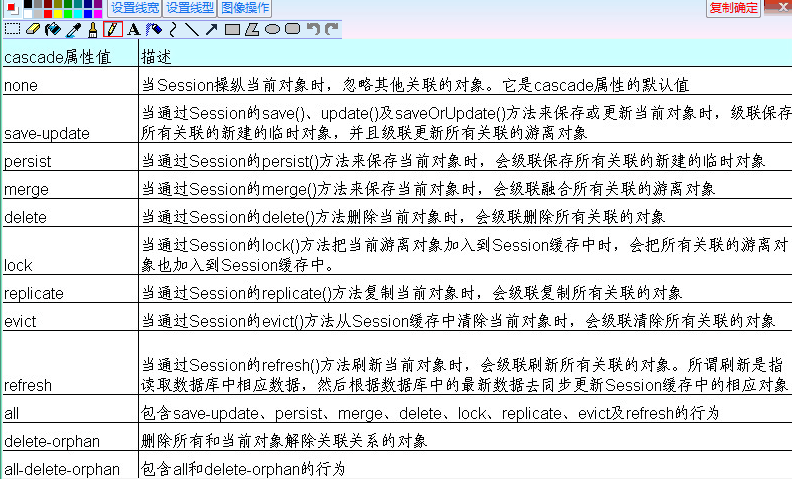 设置线宽 设置线型 图像操作 复制确定
cascade属性值 描述
none 当Session操纵当前对象时，忽略其他关联的对象。它是cascade属性的默认值
save-update 当通过Session的save()、update()及saveOrUpdate()方法来保存或更新当前对象时，级联保存
所有关联的新建的临时对象，并且级联更新所有关联的游离对象
persist 当通过Session的persist()方法来保存当前对象时，会级联保存所有关联的新建的临时对象
merge 当通过Session的merge()方法来保存当前对象时，会级联融合所有关联的游离对象
delete 当通过Session的delete()方法删除当前对象时，会级联删除所有关联的对象
lock 当通过Session的lock()方法把当前游离对象加入到Session缓存中时，会把所有关联的游离对
象也加入到Session缓存中。
replicate 当通过Session的replicate()方法复制当前对象时，会级联复制所有关联的对象
evict 当通过Session的evict()方法从Session缓存中清除当前对象时，会级联清除所有关联的对象
refresh 当通过Session的refresh()方法刷新当前对象时，会级联刷新所有关联的对象。所谓刷新是指
读取数据库中相应数据，然后根据数据库中的最新数据去同步更新Session缓存中的相应对象
all 包含save-update、persist、merge、delete、lock、replicate、evict及refresh的行为
delete-orphan 删除所有和当前对象解除关联关系的对象
all-delete-orphan 包含all和delete-orphan的行为